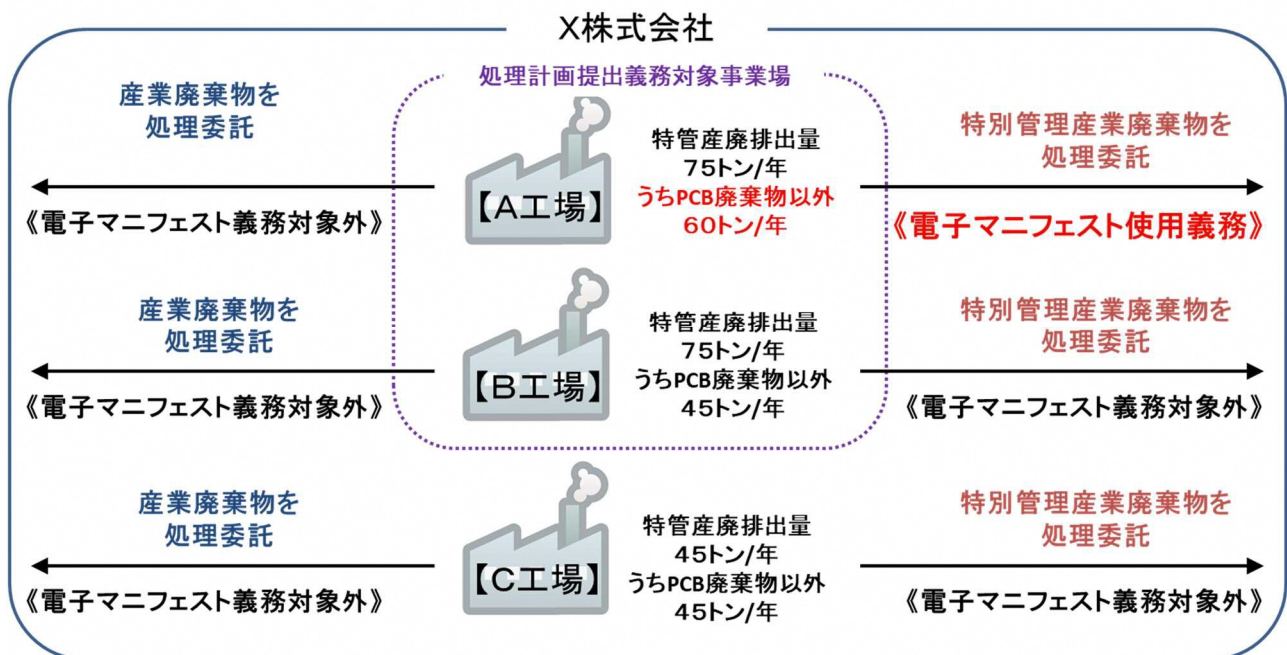 X株式会社
処理計画提出義務対象事業場
産業廃棄物を
処理委託
《電子マニフェスト義務対象外》
【A工場】
特管産廃排出量
75トン/年
うちPCB廃棄物以外
60トン/年
特別管理産業廃棄物を
処理委託
《電子マニフェスト使用義務》
産業廃棄物を
処理委託
《電子マニフェスト義務対象外》
【B工場】
特管産廃排出量
75トン/年
うちPCB廃棄物以外
45トン/年
特別管理産業廃棄物を
処理委託
《電子マニフェスト義務対象外》
産業廃棄物を
処理委託
《電子マニフェスト義務対象外》
【C工場】
特管産廃排出量
45トン/年
うちPCB廃棄物以外
45トン/年
特別管理産業廃棄物を
処理委託
《電子マニフェスト義務対象外》